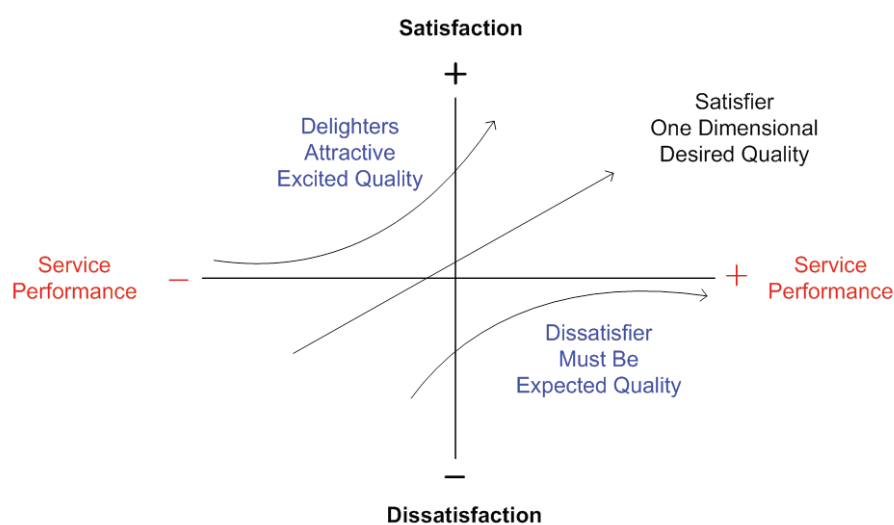 Satisfaction
+
Delighters
Attractive
Excited Quality
Satisfier
One Dimensional
Desired Quality
Service
Performance
−
+
Service
Performance
Dissatisfier
Must Be
Expected Quality
−
Dissatisfaction